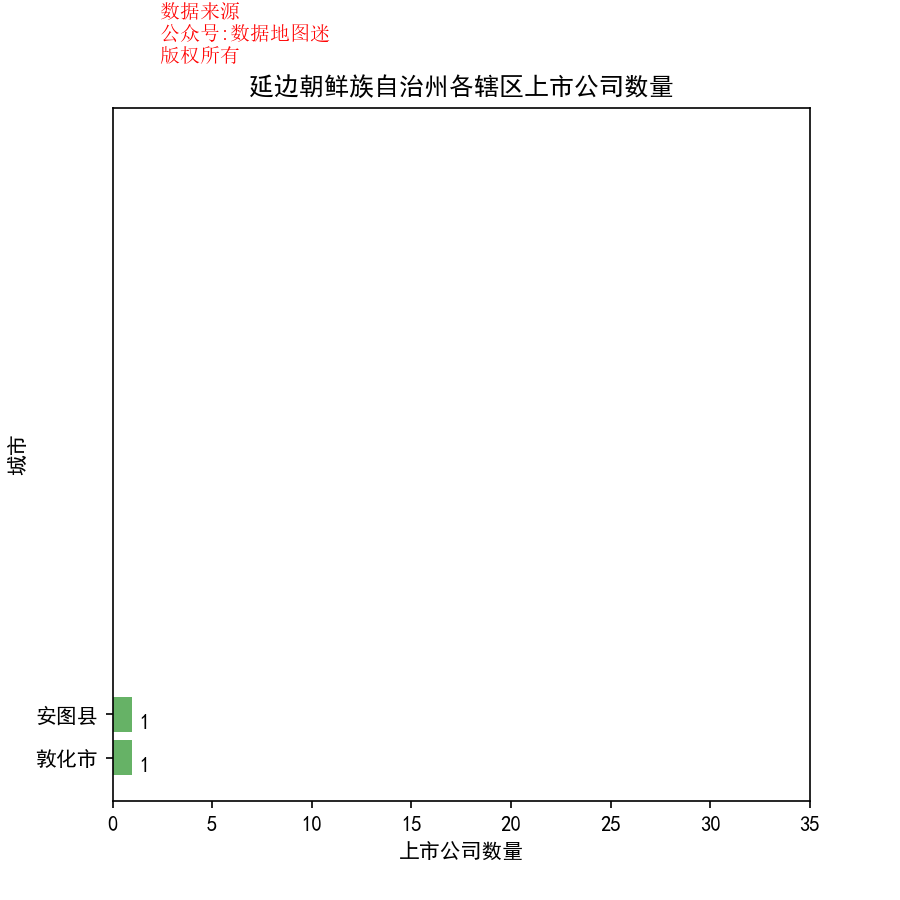 数据来源
公众号:数据地图迷
版权所有
延边朝鲜族自治州各辖区上市公司数量
城市
安图县
1
敦化市
1
0 5 10 15 20 25 30 35
上市公司数量